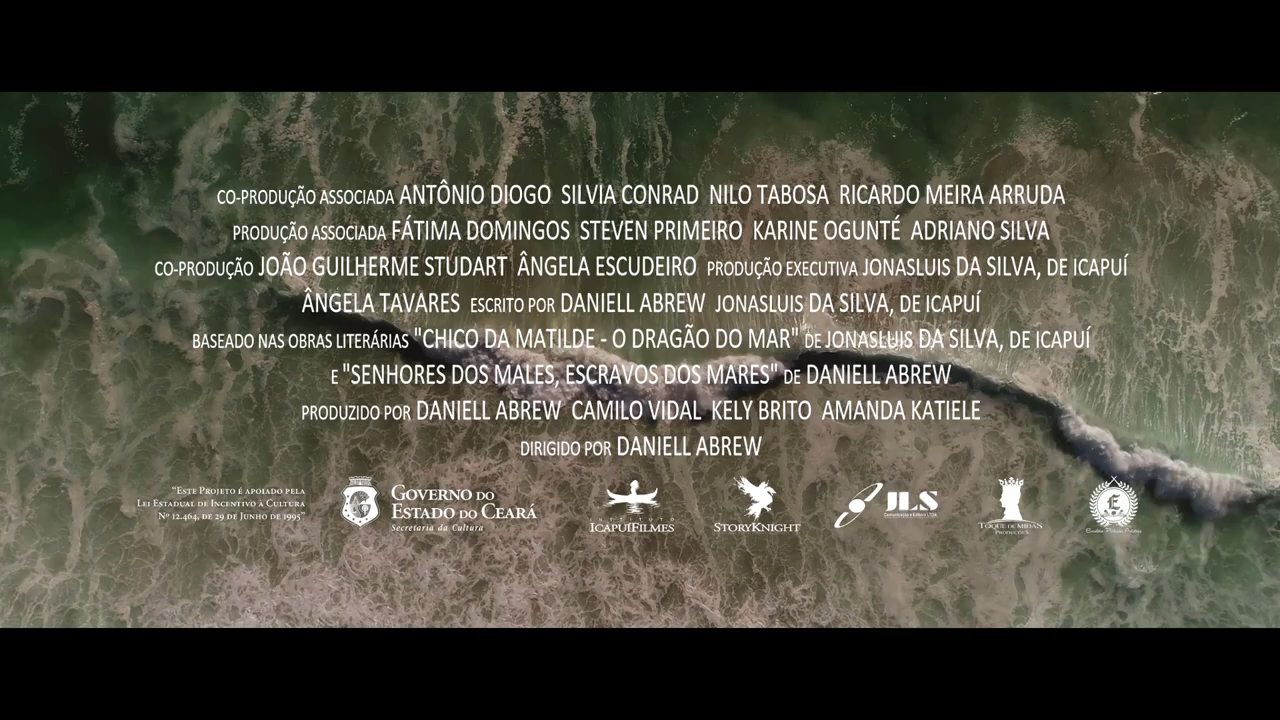 CO-PRODUÇÃO ASSOCIADA ANTÔNIO DIOGO SILVIA CONRAD NILO TABOSA RICARDO MEIRA ARRUDA
PRODUÇÃO ASSOCIADA FÁTIMA DOMINGOS STEVEN PRIMEIRO KARINE OGUNTÉ ADRIANO SILVA
CO-PRODUÇÃO JOÃO GUILHERME STUDART ÂNGELA ESCUDEIRO PRODUÇÃO EXECUTIVA JONASLUIS DA SILVA, DE ICAPUÍ
ÂNGELA TAVARES ESCRITO POR DANIELL ABREW JONASLUIS DA SILVA, DE ICAPUÍ
BASEADO NAS OBRAS LITERÁRIAS "CHICO DA MATILDE - O DRAGÃO DO MAR" DE JONASLUIS DA SILVA, DE ICAPUÍ
E "SENHORES DOS MALES, ESCRAVOS DOS MARES" DE DANIELL ABREW
PRODUZIDO POR DANIELL ABREW CAMILO VIDAL KELY BRITO AMANDA KATIELE
DIRIGIDO POR DANIELL ABREW
"ESTE PROJETO É APOIADO PELA
LEI ESTADUAL DE INCENTIVO À CULTURA
Nº 12.464, DE 29 DE JUNHO DE 1995"
GOVERNO DO
ESTADO DO CEARÁ
Secretaria da Cultura
ICAPUÍFILMES
STORYKNIGHT
JLS
Comunicação e Editora LTDA
TOQUE DE MIDAS
PRODUÇÕES